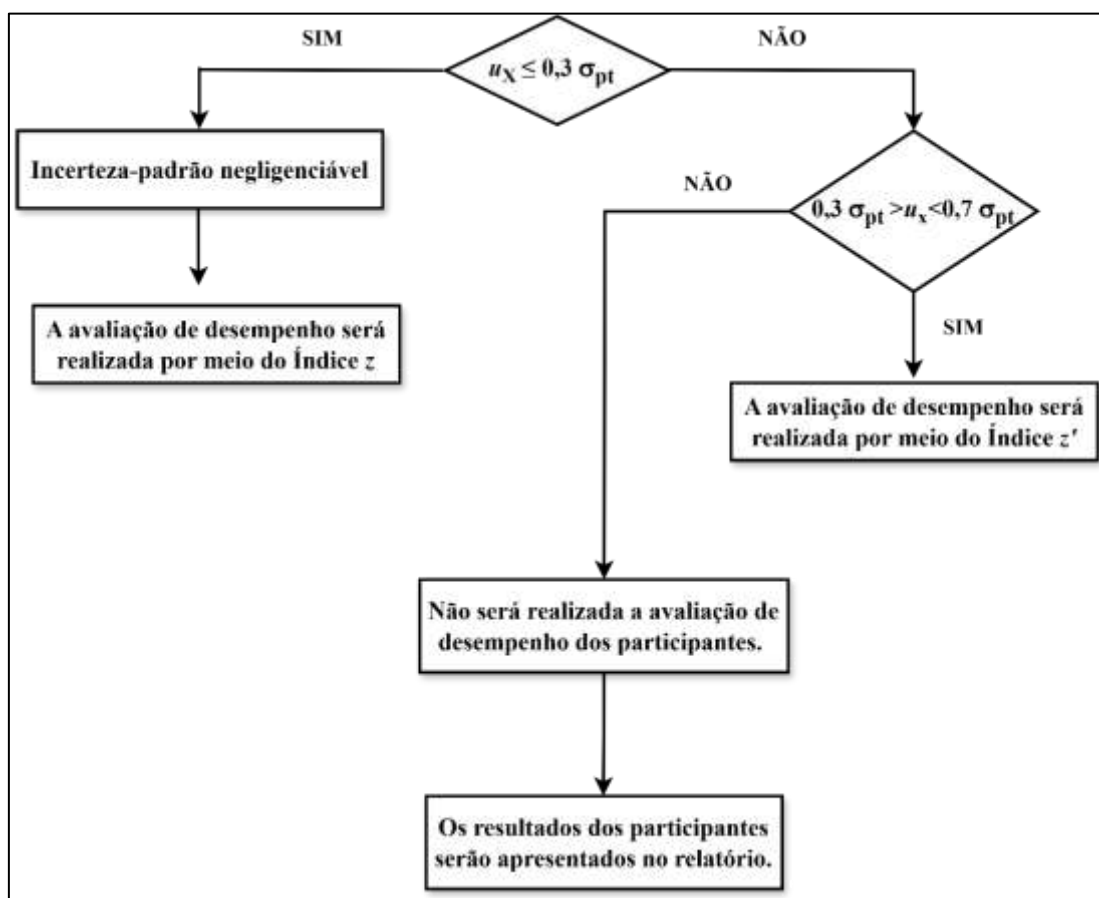 SIM
NÃO
u_X ≤ 0,3 σ_pt
Incerteza-padrão negligenciável
NÃO
0,3 σ_pt >u_x<0,7 σ_pt
A avaliação de desempenho será
realizada por meio do Índice z
SIM
A avaliação de desempenho será
realizada por meio do Índice z'
Não será realizada a avaliação de
desempenho dos participantes.
Os resultados dos participantes
serão apresentados no relatório.